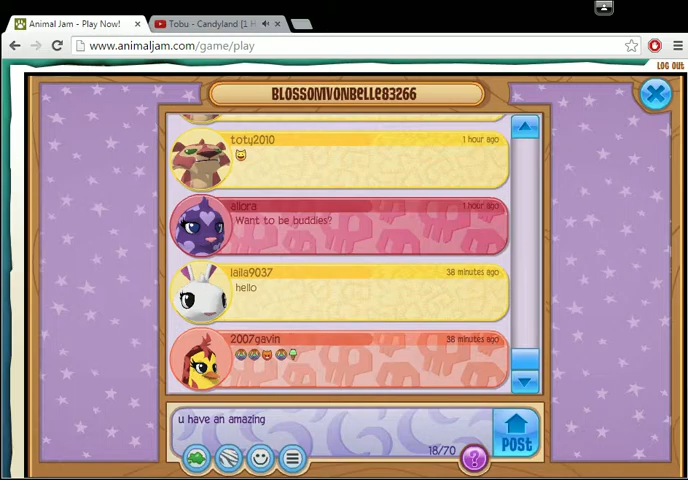 Animal Jam - Play Now!
Tobu - Candyland [1 H
www.animaljam.com/game/play
LOG OUT
BLOSSOMVONBELLE83266
toty2010
1 hour ago
allora
1 hour ago
Want to be buddies?
laila9037
38 minutes ago
hello
2007gavin
38 minutes ago
u have an amazing
18/70
POST
?